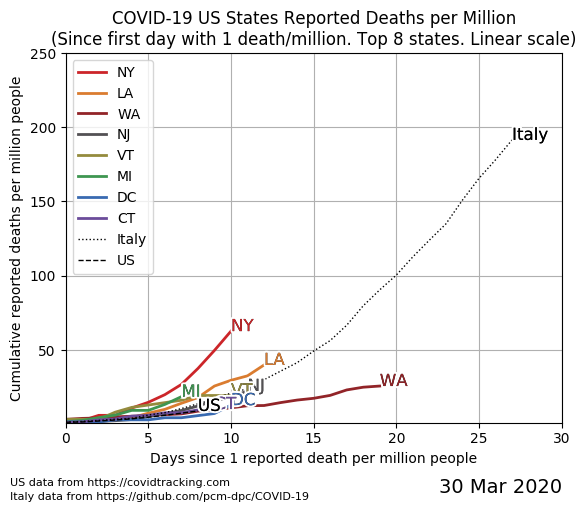 COVID-19 US States Reported Deaths per Million
(Since first day with 1 death/million. Top 8 states. Linear scale)
Cumulative reported deaths per million people
250
200
150
100
50
NY
LA
WA
NJ
VT
MI
DC
CT
Italy
US
Italy
NY
LA
WA
MI
VT
NJ
DC
CT
US
0
5
10
15
20
25
30
Days since 1 reported death per million people
US data from https://covidtracking.com
Italy data from https://github.com/pcm-dpc/COVID-19
30 Mar 2020